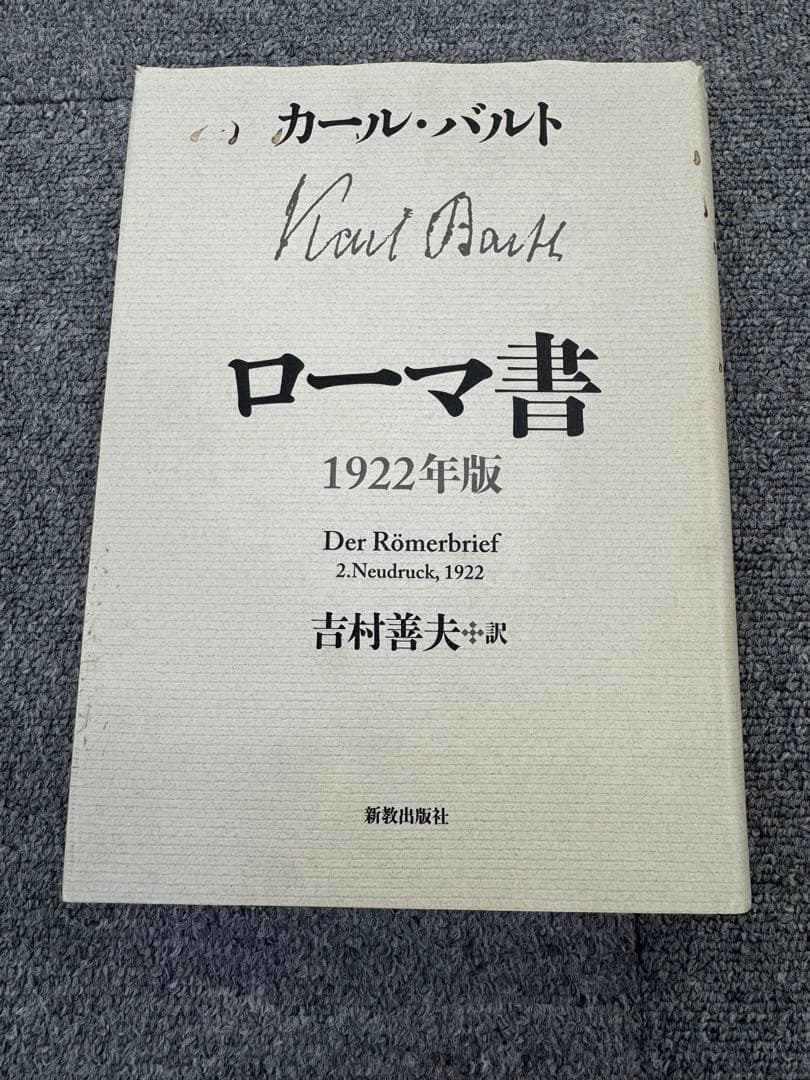 カール・バルト
Karl Barth
ローマ書
1922年版
Der Römerbrief
2.Neudruck, 1922
吉村善夫 訳
新教出版社